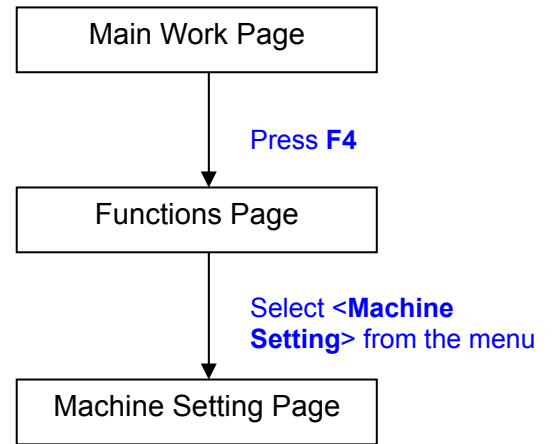 Main Work Page
Press F4
Functions Page
Select <Machine
Setting> from the menu
Machine Setting Page